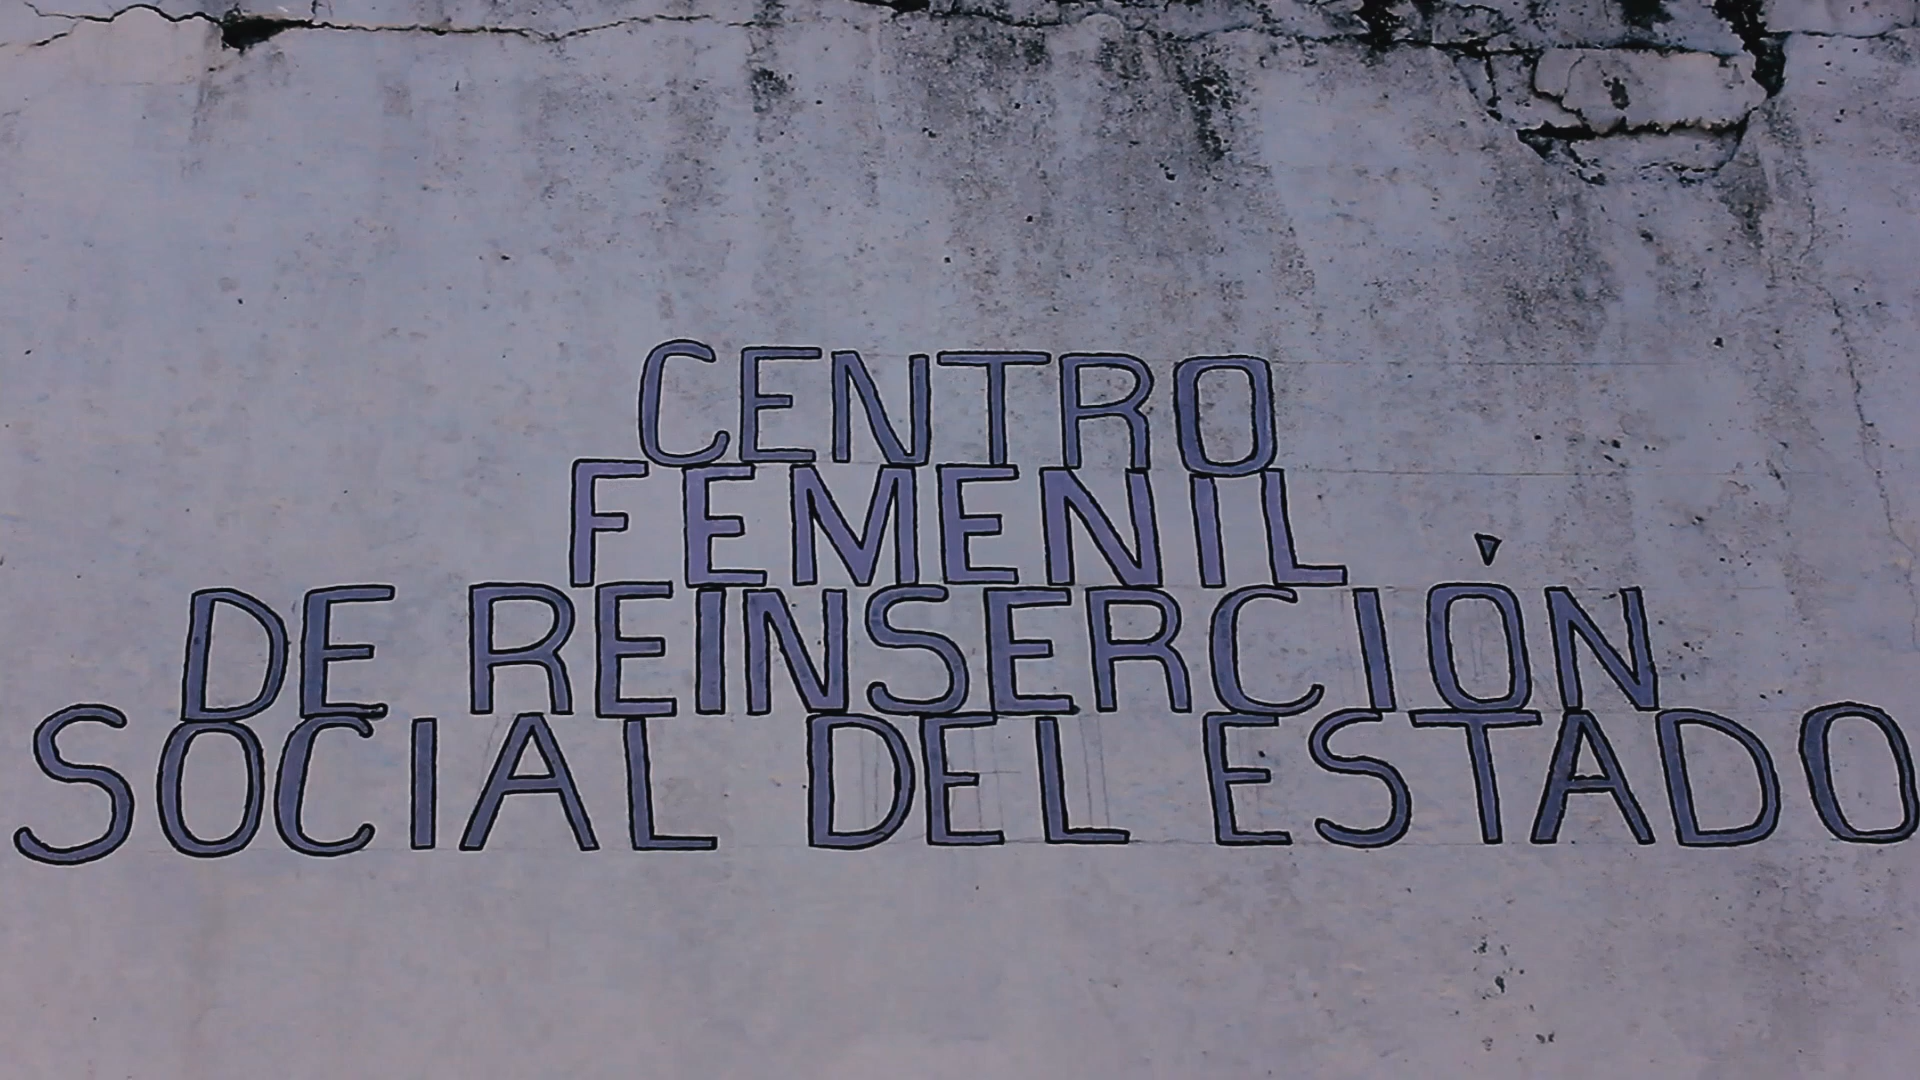 CENTRO
FEMENIL
DE REINSERCIÓN
SOCIAL DEL ESTADO